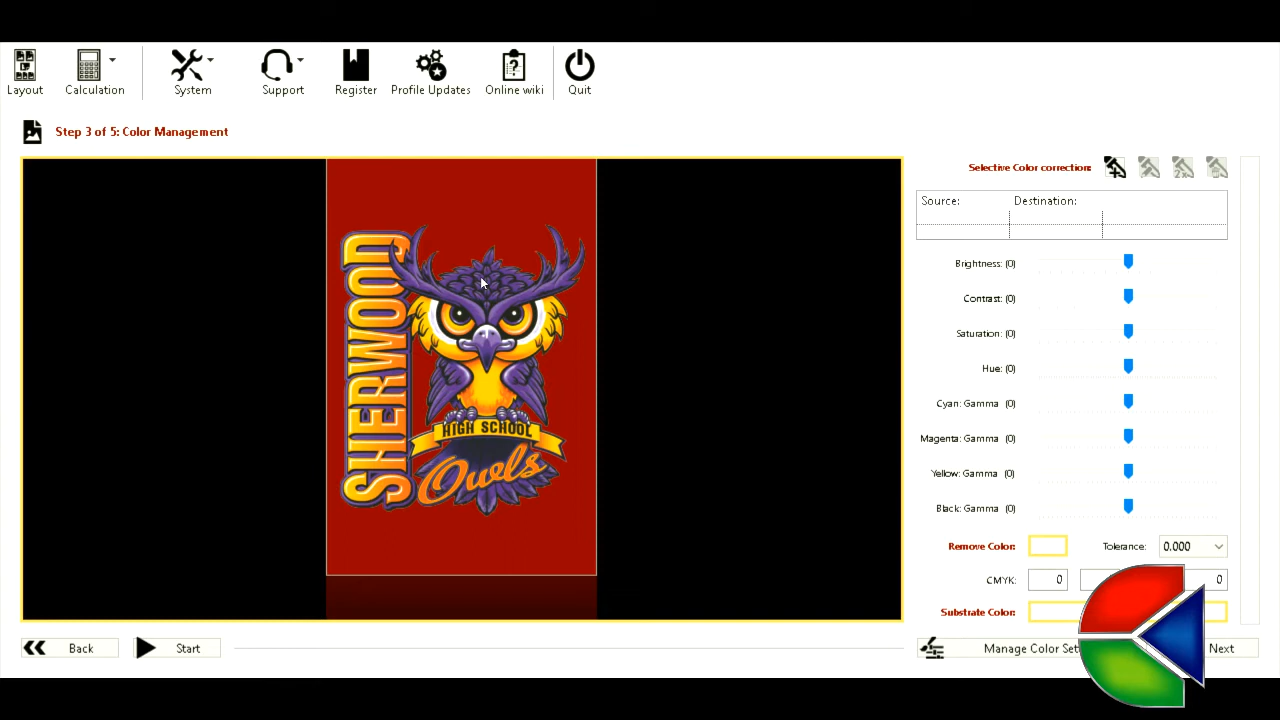 Layout
Calculation
System
Support
Register
Profile Updates
Online wiki
Quit
Step 3 of 5: Color Management
SHERWOOD
HIGH SCHOOL
Owls
Selective Color correction:
2x
Source: Destination:
Brightness: (0)
Contrast: (0)
Saturation: (0)
Hue: (0)
Cyan: Gamma (0)
Magenta: Gamma (0)
Yellow: Gamma (0)
Black: Gamma (0)
Remove Color: Tolerance: 0.000
CMYK: 0 0
Substrate Color:
Back
Start
Manage Color Set
Next